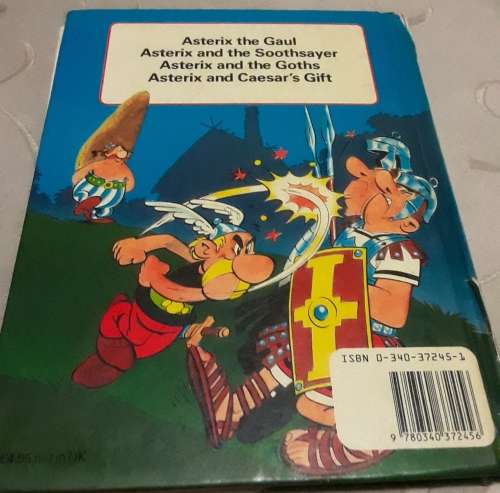 Asterix the Gaul
Asterix and the Soothsayer
Asterix and the Goths
Asterix and Caesar's Gift
ISBN 0-340-37245-1
9 780340 372456
UK